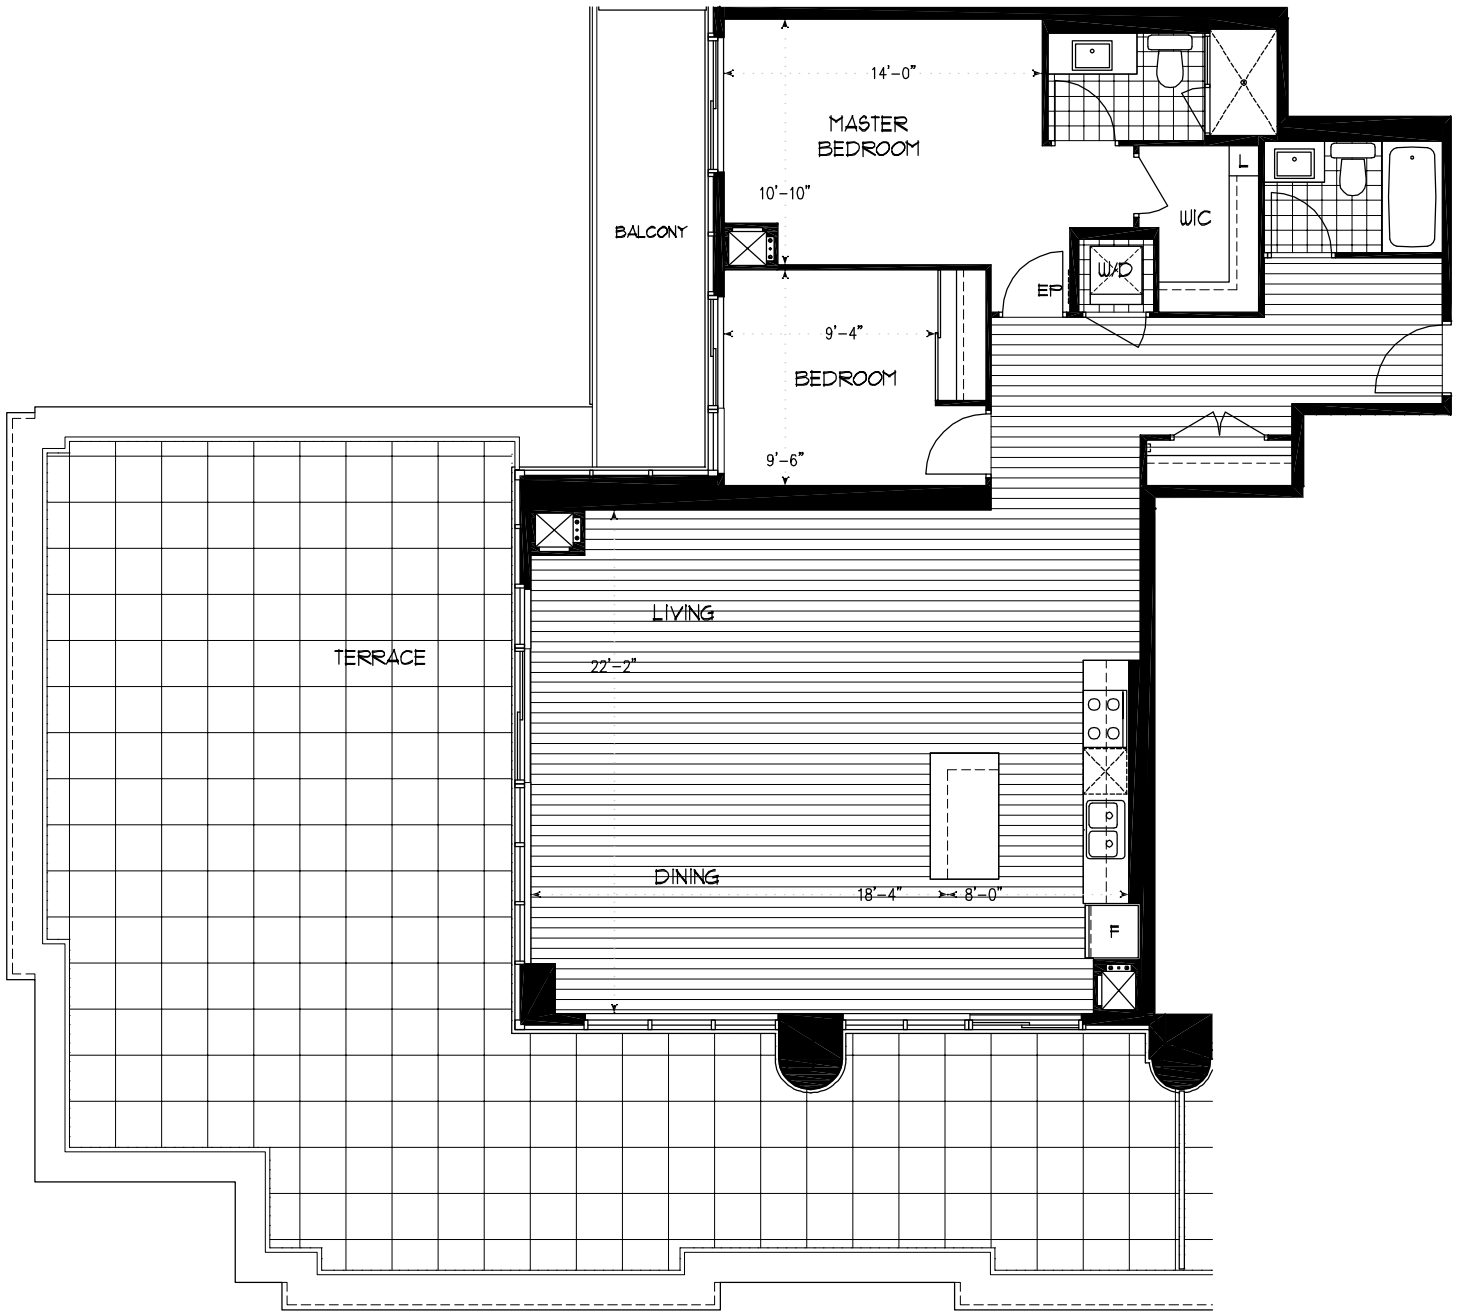 14'-0"
MASTER
BEDROOM
L
10'-10"
WIC
BALCONY
W/D
EP
9'-4"
BEDROOM
9'-6"
LIVING
TERRACE
22'-2"
DINING
18'-4"
8'-0"
F